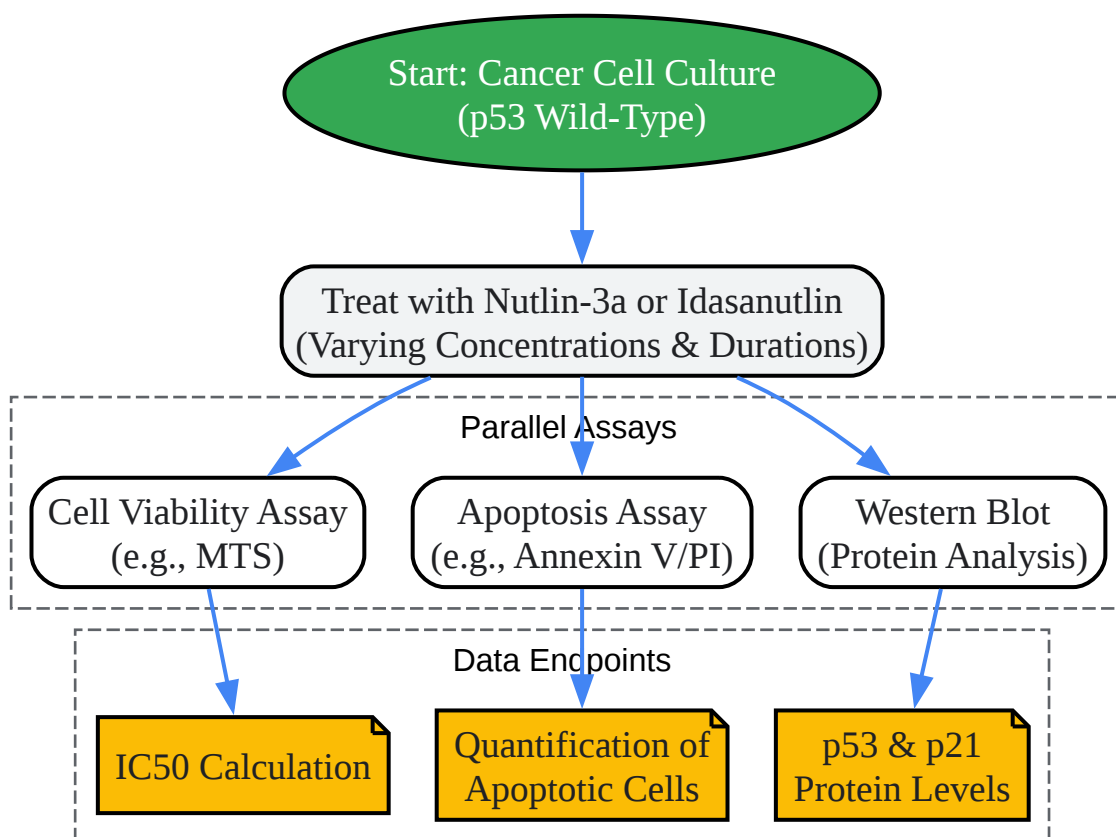 Start: Cancer Cell Culture
(p53 Wild-Type)
Treat with Nutlin-3a or Idasanutlin
(Varying Concentrations & Durations)
Parallel Assays
Cell Viability Assay
(e.g., MTS)
Apoptosis Assay
(e.g., Annexin V/PI)
Western Blot
(Protein Analysis)
Data Endpoints
IC50 Calculation
Quantification of
Apoptotic Cells
p53 & p21
Protein Levels